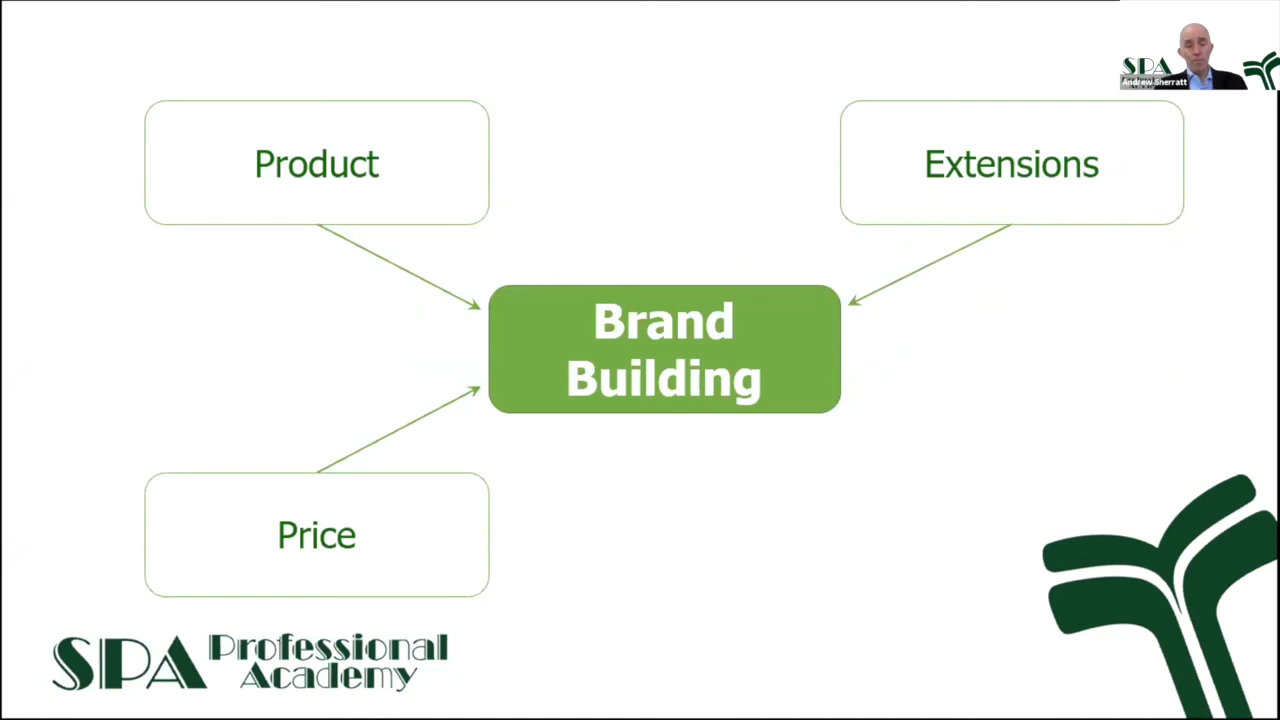 SPA
Andrew Sherratt
Product
Extensions
Brand
Building
Price
SPA Professional
Academy